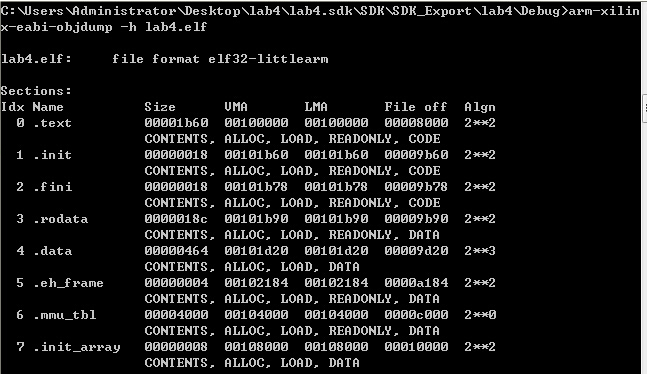 C:\Users\Administrator\Desktop\lab4\lab4.sdk\SDK\SDK_Export\lab4\Debug>arm-xilin
x-eabi-objdump -h lab4.elf
lab4.elf:     file format elf32-littlearm
Sections:
Idx Name          Size      VMA       LMA       File off  Algn
  0 .text         00001b60  00100000  00100000  00008000  2**2
                  CONTENTS, ALLOC, LOAD, READONLY, CODE
  1 .init         00000018  00101b60  00101b60  00009b60  2**2
                  CONTENTS, ALLOC, LOAD, READONLY, CODE
  2 .fini         00000018  00101b78  00101b78  00009b78  2**2
                  CONTENTS, ALLOC, LOAD, READONLY, CODE
  3 .rodata       0000018c  00101b90  00101b90  00009b90  2**2
                  CONTENTS, ALLOC, LOAD, READONLY, DATA
  4 .data         00000464  00101d20  00101d20  00009d20  2**3
                  CONTENTS, ALLOC, LOAD, DATA
  5 .eh_frame     00000004  00102184  00102184  0000a184  2**2
                  CONTENTS, ALLOC, LOAD, READONLY, DATA
  6 .mmu_tbl      00004000  00104000  00104000  0000c000  2**0
                  CONTENTS, ALLOC, LOAD, READONLY, DATA
  7 .init_array   00000008  00108000  00108000  00010000  2**2
                  CONTENTS, ALLOC, LOAD, DATA